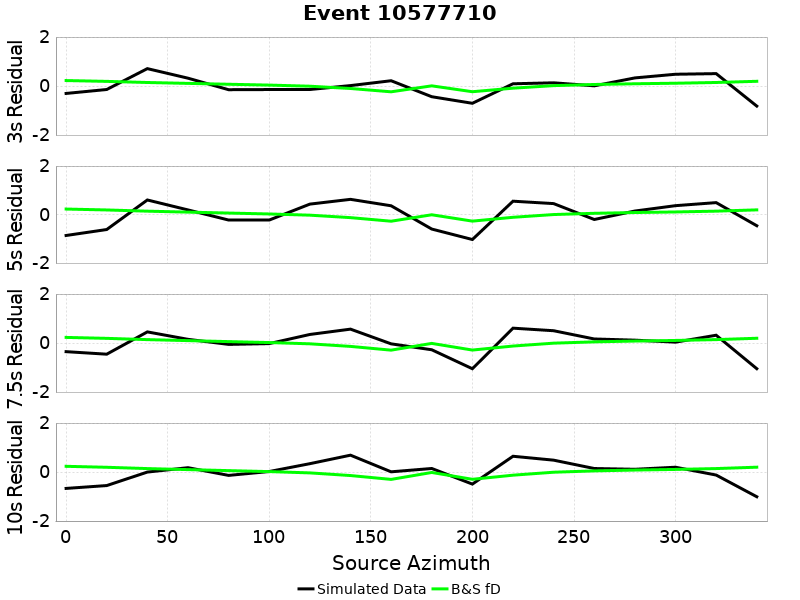 Event 10577710
3s Residual
2
0
-2
5s Residual
2
0
-2
7.5s Residual
2
0
-2
10s Residual
2
0
-2
0 50 100 150 200 250 300
Source Azimuth
Simulated Data B&S fD